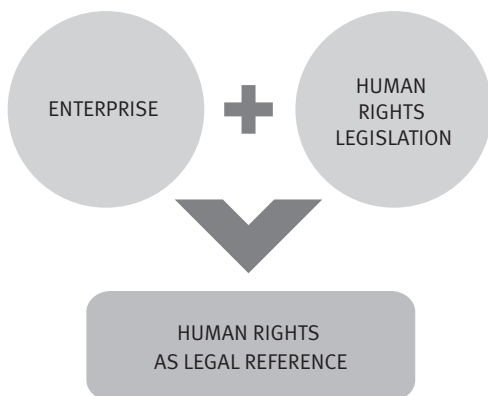 ENTERPRISE
HUMAN
RIGHTS
LEGISLATION
HUMAN RIGHTS
AS LEGAL REFERENCE